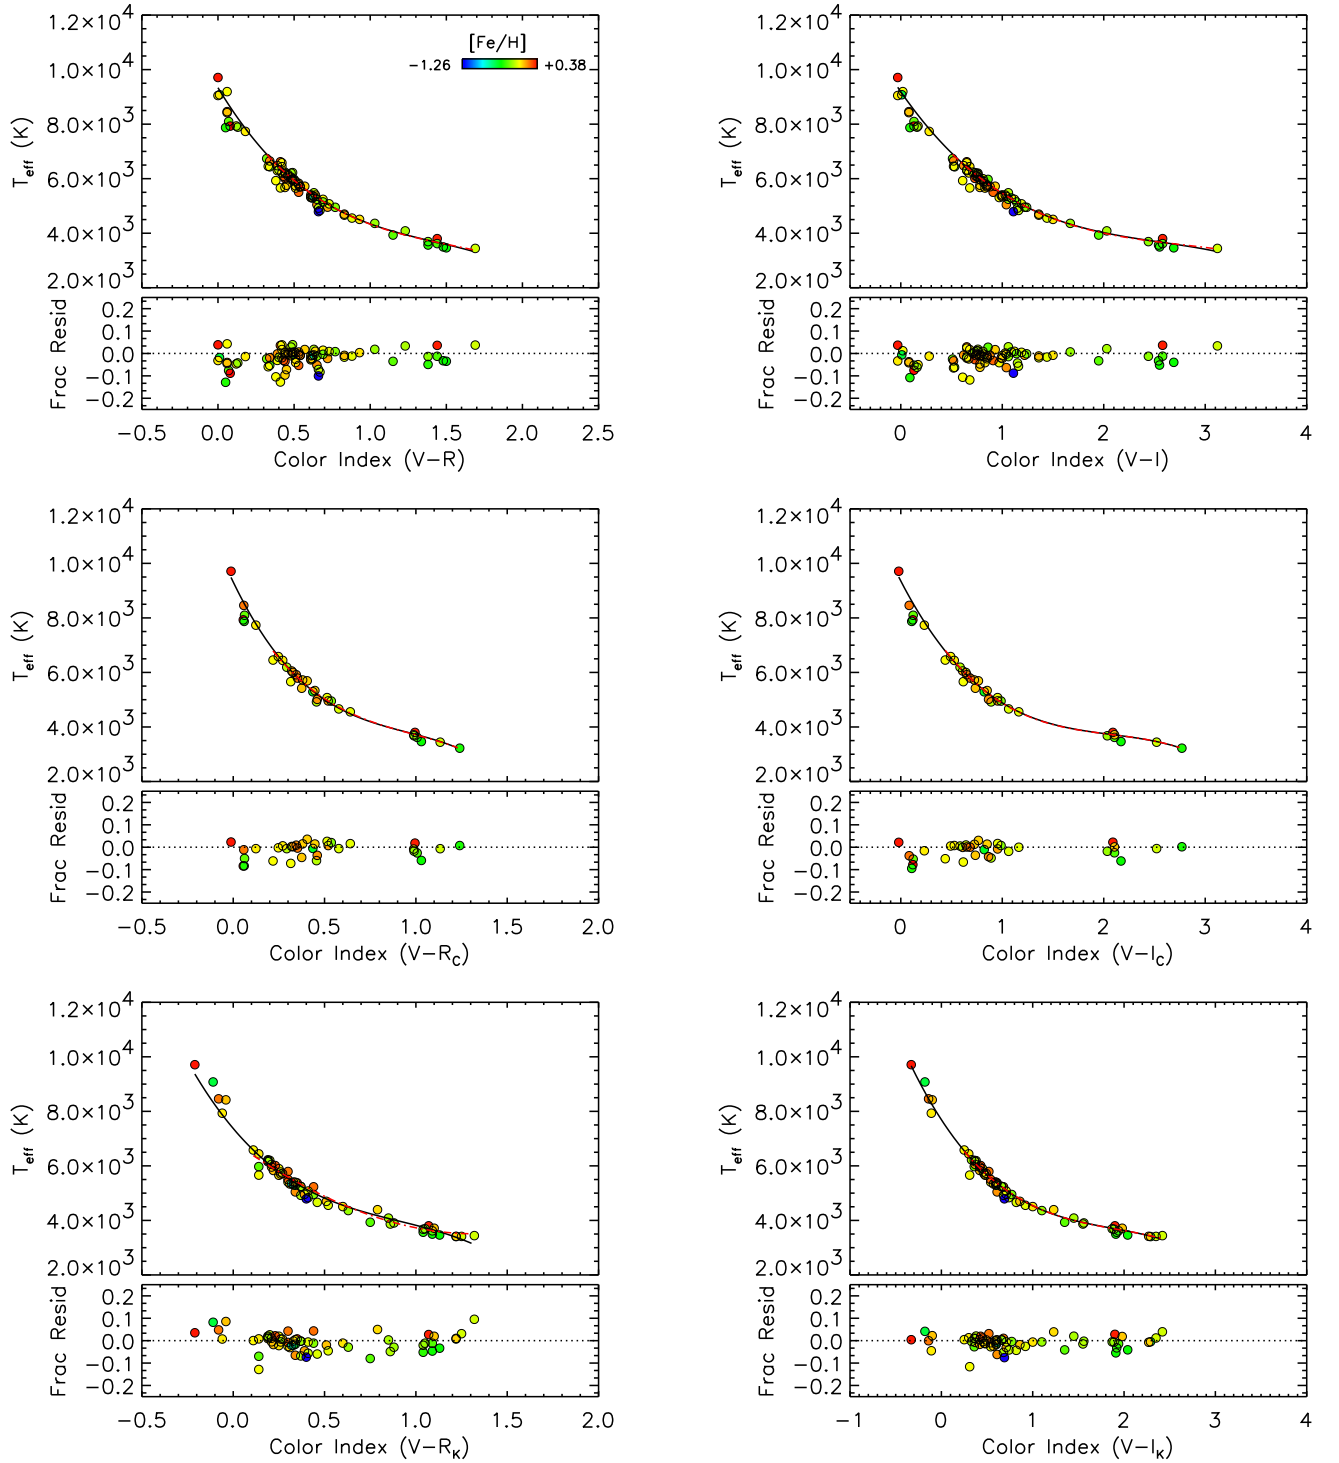 1.2×10⁴
1.0×10⁴
8.0×10³
6.0×10³
4.0×10³
2.0×10³
T_eff (K)
[Fe/H]
−1.26 +0.38
0.2
0.1
0.0
−0.1
−0.2
Frac Resid
−0.5 0.0 0.5 1.0 1.5 2.0 2.5
Color Index (V−R)
1.2×10⁴
1.0×10⁴
8.0×10³
6.0×10³
4.0×10³
2.0×10³
T_eff (K)
0.2
0.1
0.0
−0.1
−0.2
Frac Resid
0 1 2 3 4
Color Index (V−I)
1.2×10⁴
1.0×10⁴
8.0×10³
6.0×10³
4.0×10³
2.0×10³
T_eff (K)
0.2
0.1
0.0
−0.1
−0.2
Frac Resid
−0.5 0.0 0.5 1.0 1.5 2.0
Color Index (V−R_C)
1.2×10⁴
1.0×10⁴
8.0×10³
6.0×10³
4.0×10³
2.0×10³
T_eff (K)
0.2
0.1
0.0
−0.1
−0.2
Frac Resid
0 1 2 3 4
Color Index (V−I_C)
1.2×10⁴
1.0×10⁴
8.0×10³
6.0×10³
4.0×10³
2.0×10³
T_eff (K)
0.2
0.1
0.0
−0.1
−0.2
Frac Resid
−0.5 0.0 0.5 1.0 1.5 2.0
Color Index (V−R_K)
1.2×10⁴
1.0×10⁴
8.0×10³
6.0×10³
4.0×10³
2.0×10³
T_eff (K)
0.2
0.1
0.0
−0.1
−0.2
Frac Resid
−1 0 1 2 3 4
Color Index (V−I_K)